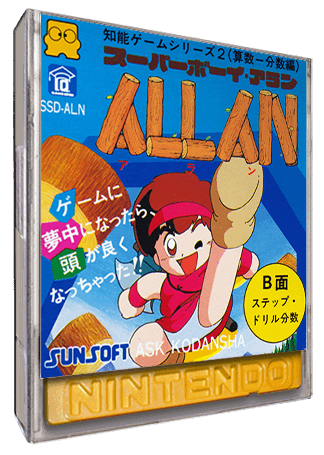 知能ゲームシリーズ2(算数ー分数編)
スーパーボーイ・アラン
SSD-ALN
ALLAN
ゲームに
夢中になったら、
頭が良く
なっちゃった!!
B面
ステップ・
ドリル分数
SUNSOFT ASK KODANSHA
NINTENDO